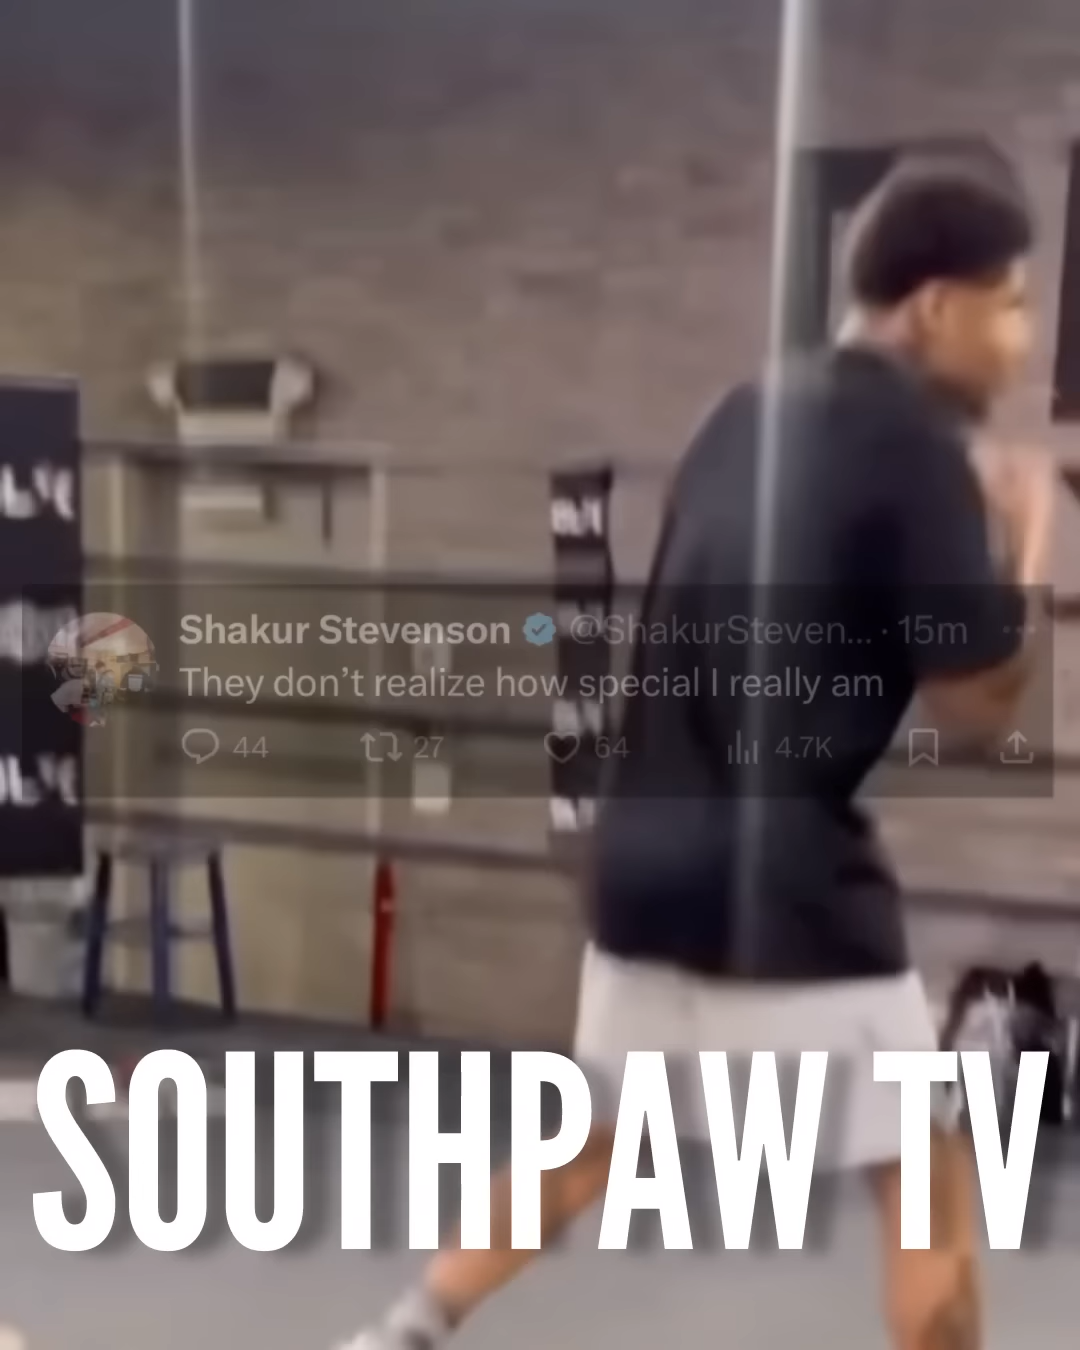 Shakur Stevenson @ShakurSteven... · 15m ...
They don't realize how special I really am
44 27 64 4.7K
SOUTHPAW TV